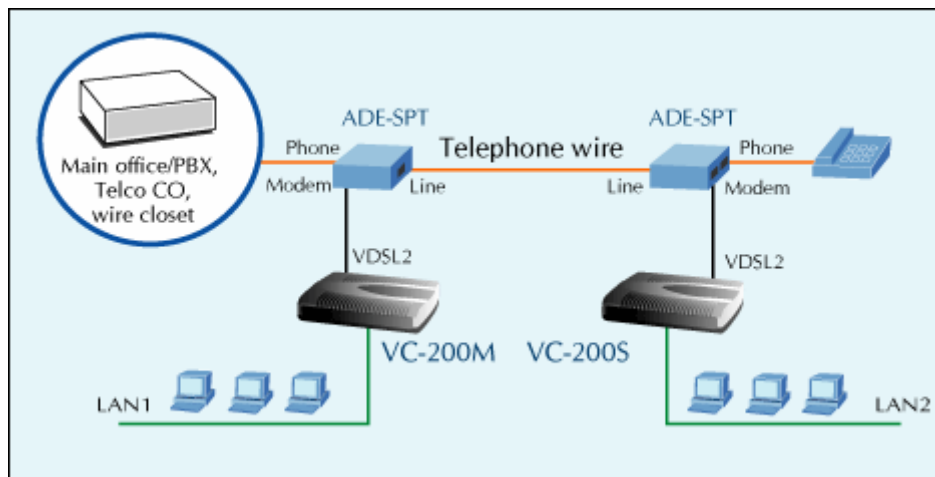 ADE-SPT
ADE-SPT
Main office/PBX,
Telco CO,
wire closet
Phone
Telephone wire
Phone
Modem
Line
Line
Modem
VDSL2
VDSL2
VC-200M
VC-200S
LAN1
LAN2